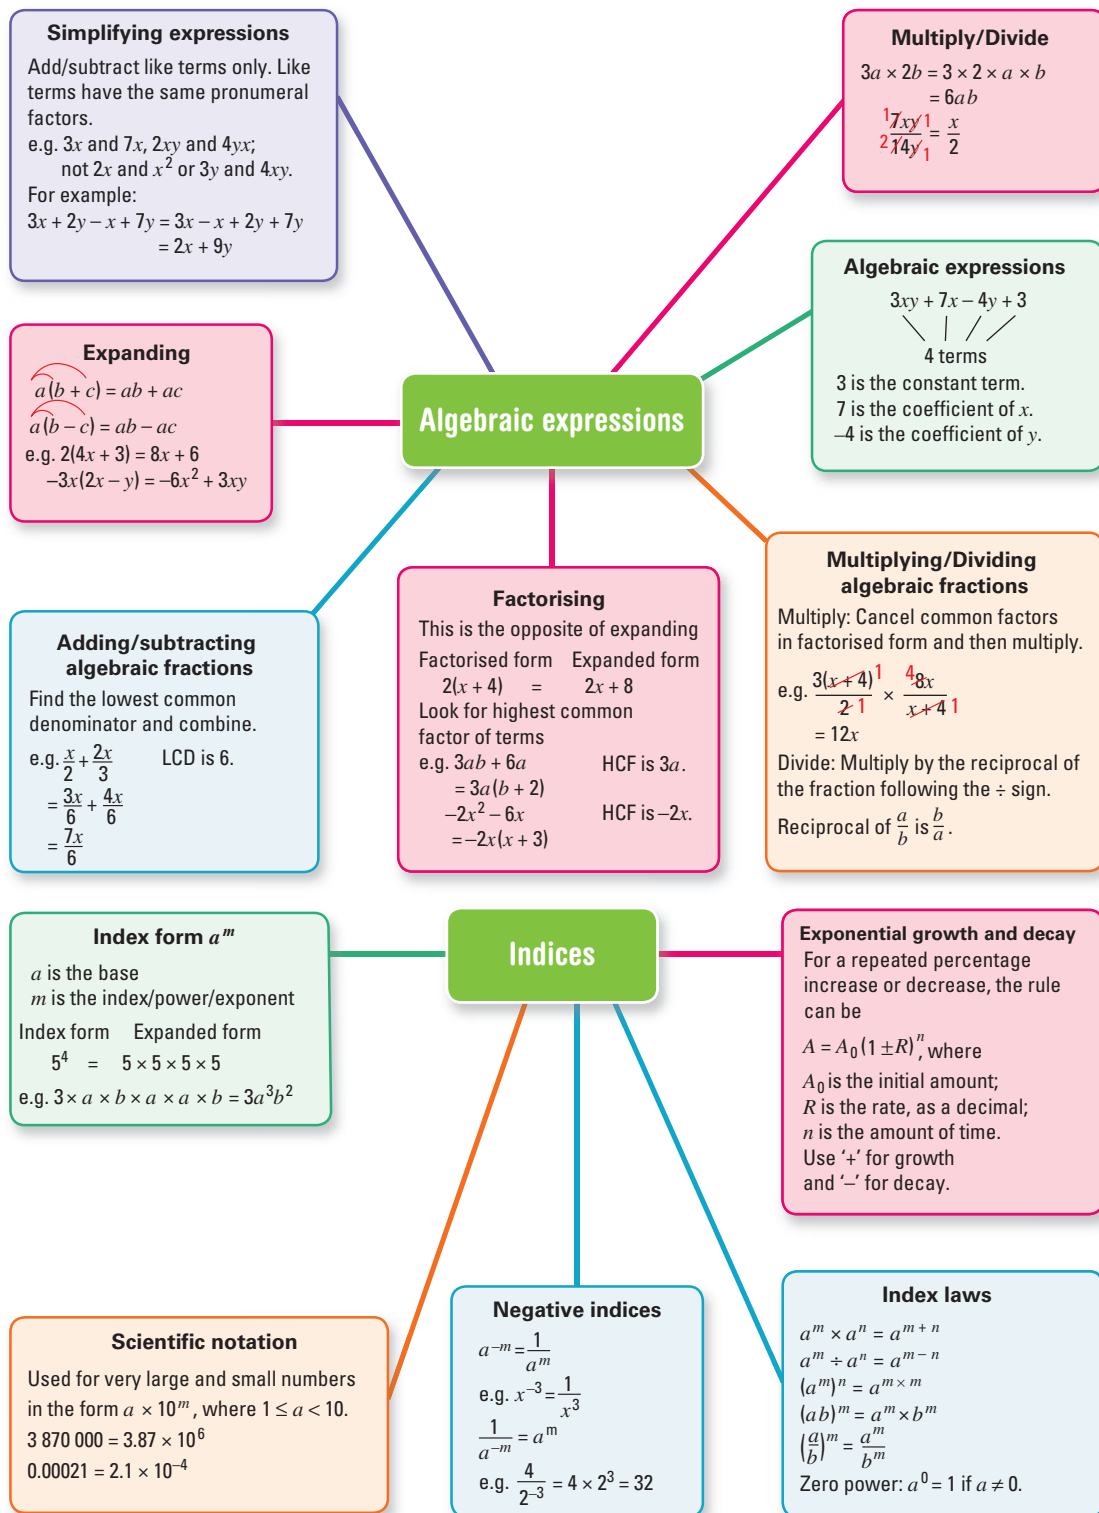 Simplifying expressions
Add/subtract like terms only. Like
terms have the same pronumeral
factors.
e.g. 3x and 7x, 2xy and 4yx;
not 2x and x² or 3y and 4xy.
For example:
3x + 2y − x + 7y = 3x − x + 2y + 7y
= 2x + 9y
Multiply/Divide
3a × 2b = 3 × 2 × a × b
= 6ab
¹7xy¹/²14y₁ = x/2
Algebraic expressions
3xy + 7x − 4y + 3
4 terms
3 is the constant term.
7 is the coefficient of x.
−4 is the coefficient of y.
Expanding
a(b + c) = ab + ac
a(b − c) = ab − ac
e.g. 2(4x + 3) = 8x + 6
−3x(2x − y) = −6x² + 3xy
Algebraic expressions
Adding/subtracting
algebraic fractions
Find the lowest common
denominator and combine.
e.g. x/2 + 2x/3 LCD is 6.
= 3x/6 + 4x/6
= 7x/6
Factorising
This is the opposite of expanding
Factorised form Expanded form
2(x + 4) = 2x + 8
Look for highest common
factor of terms
e.g. 3ab + 6a HCF is 3a.
= 3a(b + 2)
−2x² − 6x HCF is −2x.
= −2x(x + 3)
Multiplying/Dividing
algebraic fractions
Multiply: Cancel common factors
in factorised form and then multiply.
e.g. 3(x + 4)¹/2 1 × ⁴8x/x + 4 1
= 12x
Divide: Multiply by the reciprocal of
the fraction following the ÷ sign.
Reciprocal of a/b is b/a.
Index form aᵐ
a is the base
m is the index/power/exponent
Index form Expanded form
5⁴ = 5 × 5 × 5 × 5
e.g. 3 × a × b × a × a × b = 3a³b²
Indices
Exponential growth and decay
For a repeated percentage
increase or decrease, the rule
can be
A = A₀(1 ± R)ⁿ, where
A₀ is the initial amount;
R is the rate, as a decimal;
n is the amount of time.
Use ‘+’ for growth
and ‘−’ for decay.
Scientific notation
Used for very large and small numbers
in the form a × 10ᵐ, where 1 ≤ a < 10.
3 870 000 = 3.87 × 10⁶
0.00021 = 2.1 × 10⁻⁴
Negative indices
a⁻ᵐ = 1/aᵐ
e.g. x⁻³ = 1/x³
1/a⁻ᵐ = aᵐ
e.g. 4/2⁻³ = 4 × 2³ = 32
Index laws
aᵐ × aⁿ = aᵐ ⁺ ⁿ
aᵐ ÷ aⁿ = aᵐ ⁻ ⁿ
(aᵐ)ⁿ = a^(m × m)
(ab)ᵐ = aᵐ × bᵐ
(a/b)ᵐ = aᵐ/bᵐ
Zero power: a⁰ = 1 if a ≠ 0.